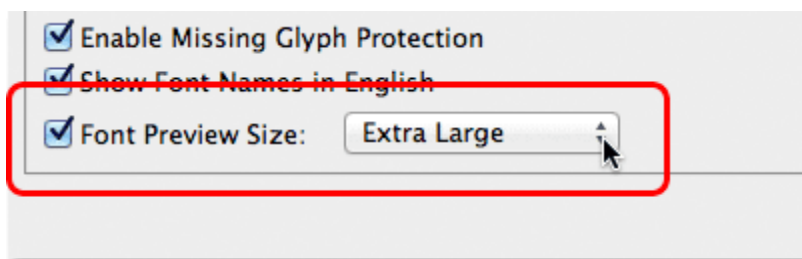 Enable Missing Glyph Protection
Show Font Names in English
Font Preview Size: Extra Large